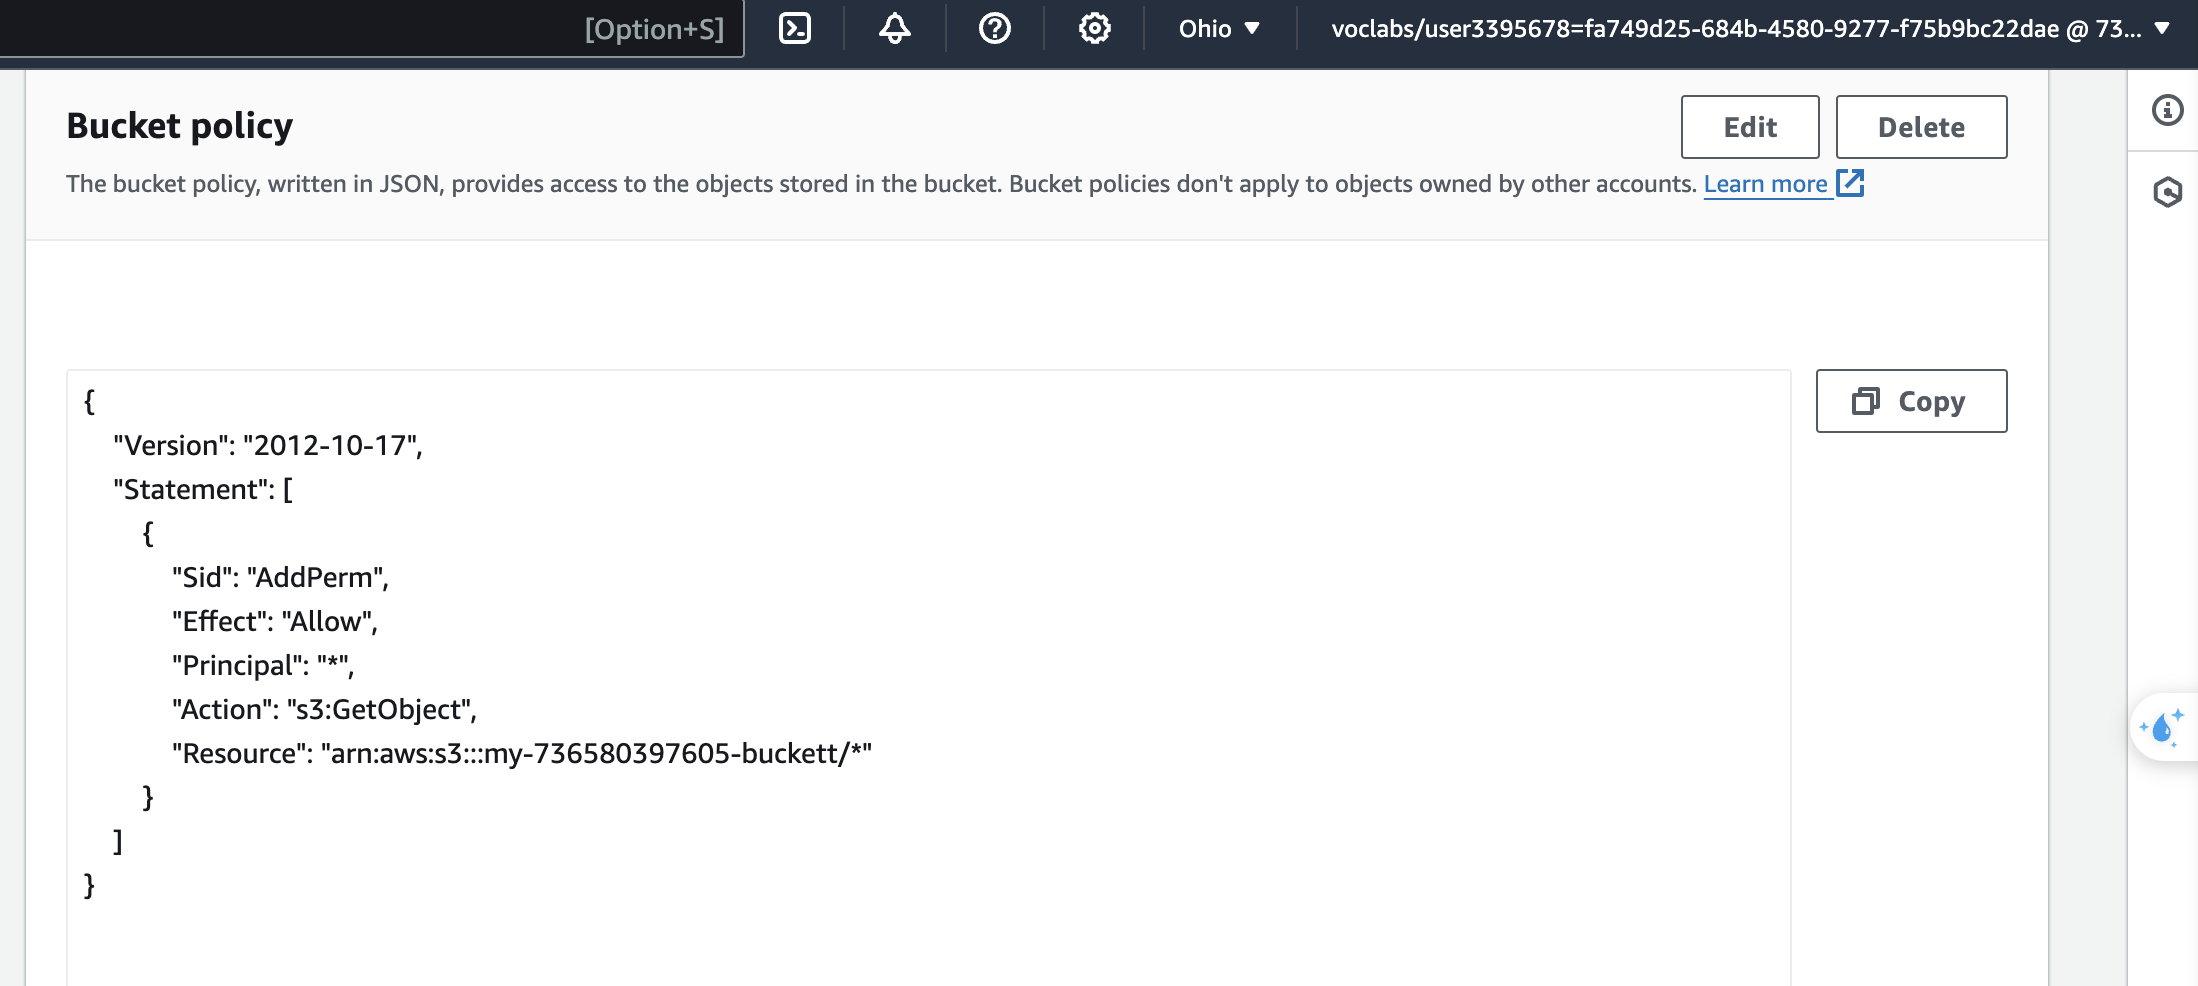 [Option+S] Ohio voclabs/user3395678=fa749d25-684b-4580-9277-f75b9bc22dae @ 73...
Bucket policy Edit Delete
The bucket policy, written in JSON, provides access to the objects stored in the bucket. Bucket policies don't apply to objects owned by other accounts. Learn more
Copy
{
"Version": "2012-10-17",
"Statement": [
{
"Sid": "AddPerm",
"Effect": "Allow",
"Principal": "*",
"Action": "s3:GetObject",
"Resource": "arn:aws:s3:::my-736580397605-buckett/*"
}
]
}